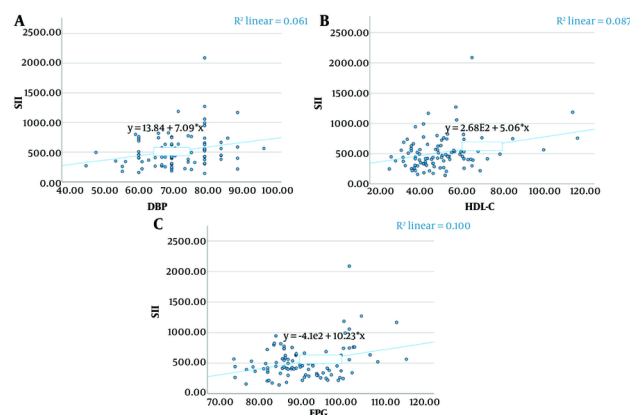 A
R² linear = 0.061
2500.00
2000.00
1500.00
1000.00
500.00
0.00
SII
y = 13.84 + 7.09*x
40.00 50.00 60.00 70.00 80.00 90.00 100.00
DBP
B
R² linear = 0.087
2500.00
2000.00
1500.00
1000.00
500.00
0.00
SII
y = 2.68E2 + 5.06*x
20.00 40.00 60.00 80.00 100.00 120.00
HDL-C
C
R² linear = 0.100
2500.00
2000.00
1500.00
1000.00
500.00
0.00
SII
y = -4.1e2 + 10.23*x
70.00 80.00 90.00 100.00 110.00 120.00
FPG